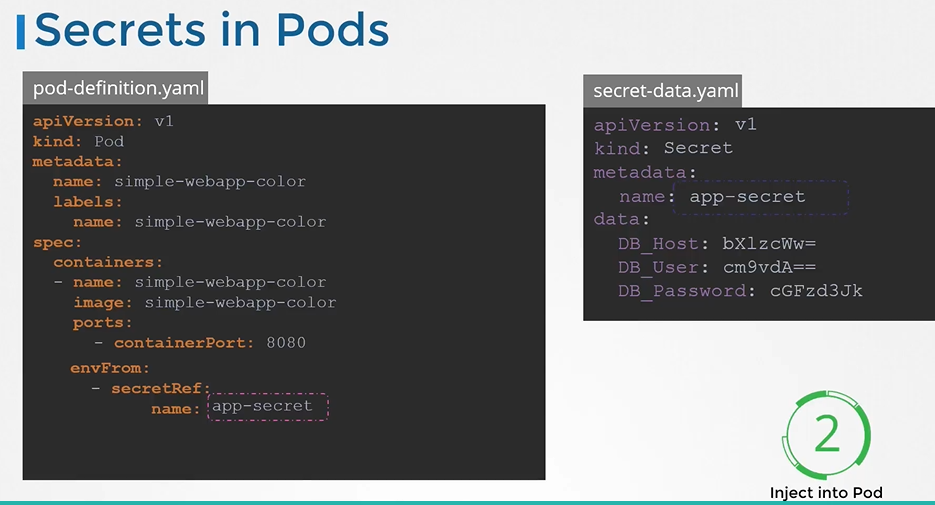 Secrets in Pods
pod-definition.yaml
apiVersion: v1
kind: Pod
metadata:
  name: simple-webapp-color
  labels:
    name: simple-webapp-color
spec:
  containers:
  - name: simple-webapp-color
    image: simple-webapp-color
    ports:
      - containerPort: 8080
    envFrom:
      - secretRef:
            name: app-secret
secret-data.yaml
apiVersion: v1
kind: Secret
metadata:
  name: app-secret
data:
  DB_Host: bXlzcWw=
  DB_User: cm9vdA==
  DB_Password: cGFzd3Jk
2
Inject into Pod